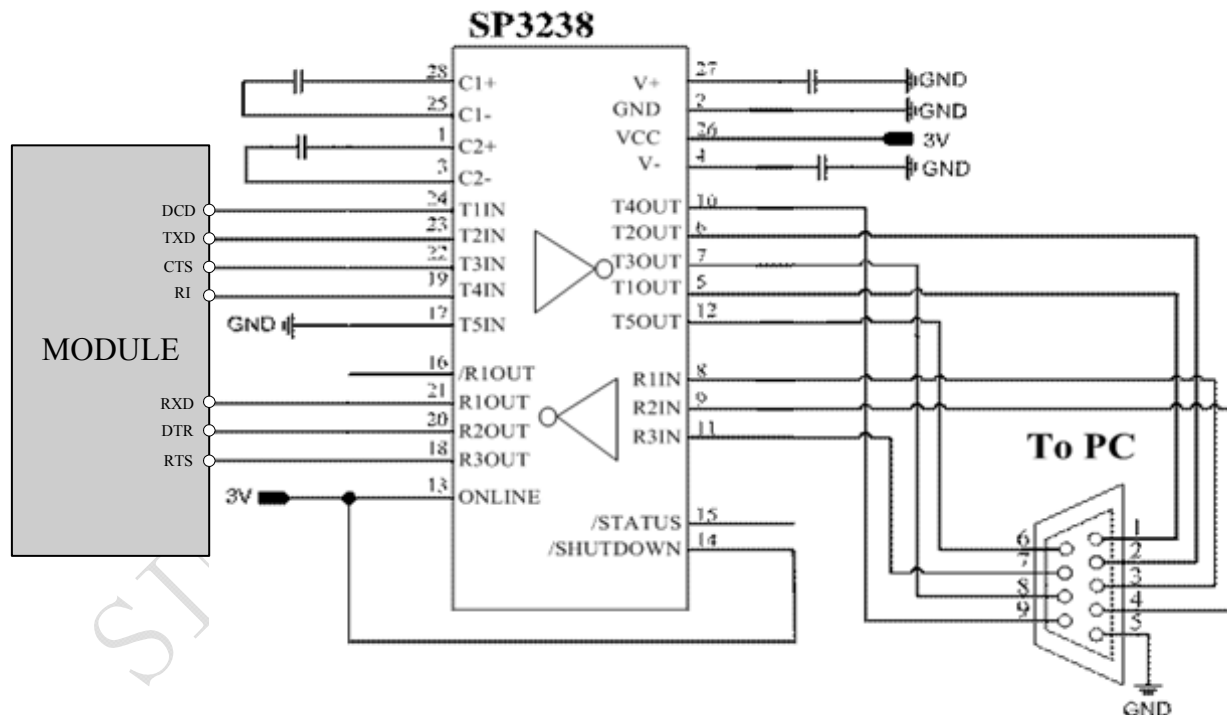 SP3238
28 C1+
25 C1-
1 C2+
3 C2-
24 T1IN
23 T2IN
22 T3IN
19 T4IN
GND 17 T5IN
16 /R1OUT
21 R1OUT
20 R2OUT
18 R3OUT
3V 13 ONLINE
V+ 27 GND
GND 2 GND
VCC 26 3V
V- 4 GND
T4OUT 10
T2OUT 6
T3OUT 7
T1OUT 5
T5OUT 12
R1IN 8
R2IN 9
R3IN 11
/STATUS 15
/SHUTDOWN 14
DCD
TXD
CTS
RI
MODULE
RXD
DTR
RTS
To PC
6
7
8
9
1
2
3
4
5
GND